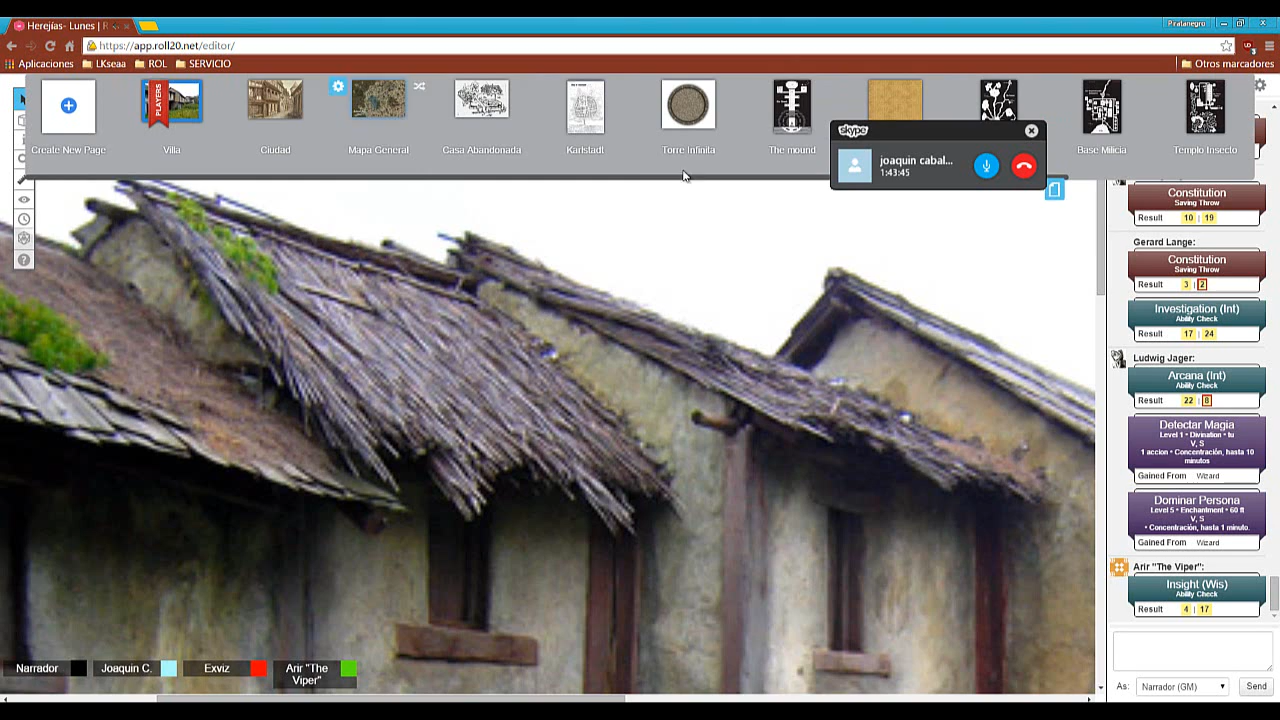 Herejías- Lunes | R
Piratanegro
https://app.roll20.net/editor/
Aplicaciones
LKseaa
ROL
SERVICIO
Otros marcadores
PLAYERS
Create New Page
Villa
Ciudad
Mapa General
Casa Abandonada
Karlstadt
Torre Infinita
The mound
Base Milicia
Templo Insecto
skype
joaquin cabal...
1:43:45
Constitution
Saving Throw
Result 10 | 19
Gerard Lange:
Constitution
Saving Throw
Result 3 | 2
Investigation (Int)
Ability Check
Result 17 | 24
Ludwig Jager:
Arcana (Int)
Ability Check
Result 22 | 8
Detectar Magia
Level 1 • Divination • tu
V, S
1 accion • Concentración, hasta 10
minutos
Gained From Wizard
Dominar Persona
Level 5 • Enchantment • 60 ft
V, S
• Concentración, hasta 1 minuto.
Gained From Wizard
Arir "The Viper":
Insight (Wis)
Ability Check
Result 4 | 17
Narrador
Joaquin C.
Exviz
Arir "The
Viper"
As: Narrador (GM)
Send